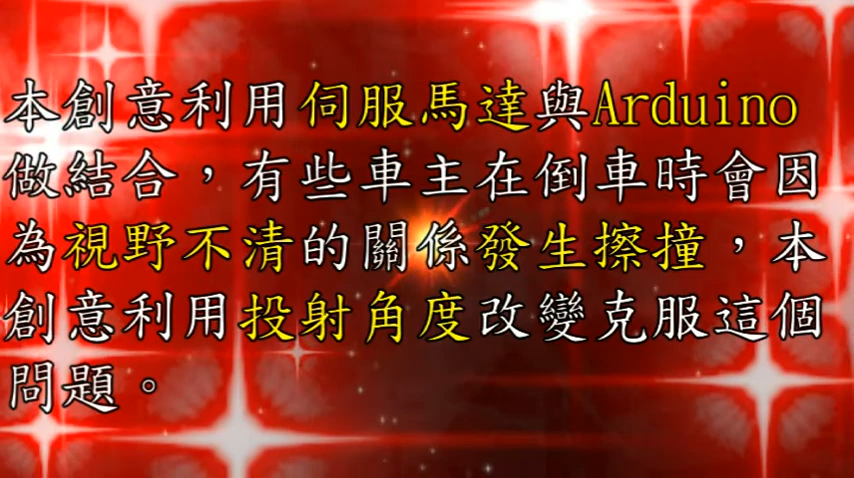 本創意利用伺服馬達與Arduino
做結合，有些車主在倒車時會因
為視野不清的關係發生擦撞，本
創意利用投射角度改變克服這個
問題。